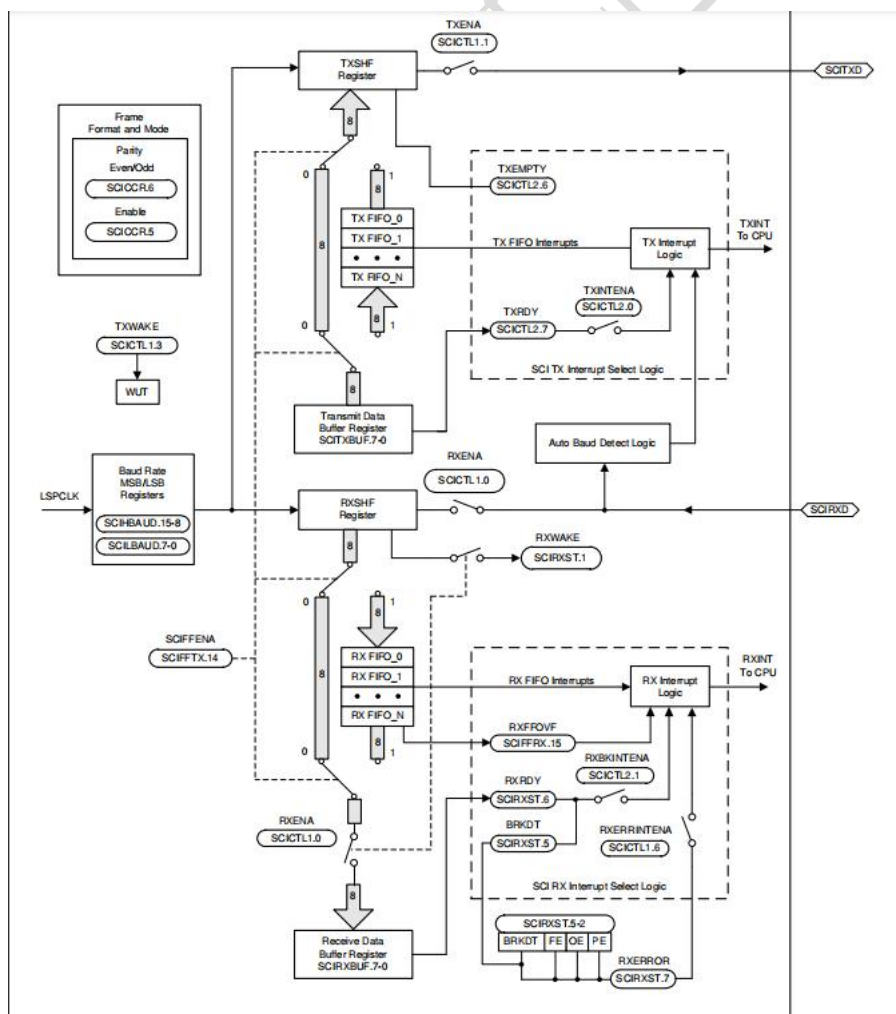 TXENA
SCICTL1.1
TXSHF
Register
SCITXD
Frame
Format and Mode
Parity
Even/Odd
SCICCR.6
Enable
SCICCR.5
8
0
8
1
8
TX FIFO_0
TX FIFO_1
• • •
TX FIFO_N
8
0
1
8
TXEMPTY
SCICTL2.6
TX FIFO Interrupts
TX Interrupt
Logic
TXINT
To CPU
TXRDY
SCICTL2.7
TXINTENA
SCICTL2.0
SCI TX Interrupt Select Logic
TXWAKE
SCICTL1.3
WUT
Transmit Data
Buffer Register
SCITXBUF.7-0
Auto Baud Detect Logic
LSPCLK
Baud Rate
MSB/LSB
Registers
SCIHBAUD.15-8
SCILBAUD.7-0
RXENA
SCICTL1.0
RXSHF
Register
SCIRXD
8
RXWAKE
SCIRXST.1
0
8
1
8
SCIFFENA
SCIFFTX.14
RX FIFO_0
RX FIFO_1
• • •
RX FIFO_N
8
0
1
RX FIFO Interrupts
RX Interrupt
Logic
RXINT
To CPU
RXFFOVF
SCIFFRX.15
RXBKINTENA
SCICTL2.1
RXRDY
SCIRXST.6
BRKDT
SCIRXST.5
RXERRINTENA
SCICTL1.6
SCI RX Interrupt Select Logic
RXENA
SCICTL1.0
8
Receive Data
Buffer Register
SCIRXBUF.7-0
SCIRXST.5-2
BRKDT FE OE PE
RXERROR
SCIRXST.7